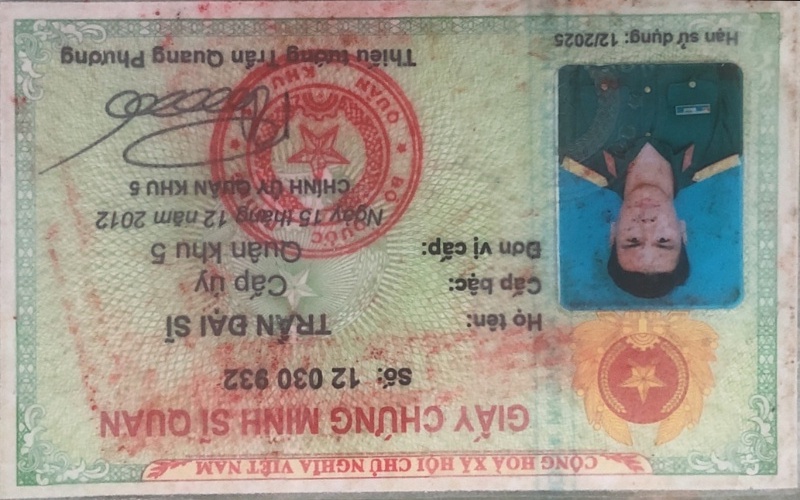 CỘNG HOÀ XÃ HỘI CHỦ NGHĨA VIỆT NAM
GIẤY CHỨNG MINH SĨ QUAN
Số: 12 030 932
Họ tên: TRẦN ĐẠI SĨ
Cấp bậc: Cấp úy
Đơn vị cấp: Quân khu 5
Ngày 15 tháng 12 năm 2012
CHÍNH ỦY QUÂN KHU 5
BỘ QUỐC
QUÂN KHU
Thiếu tướng Trần Quang Phương
Hạn sử dụng: 12/2025